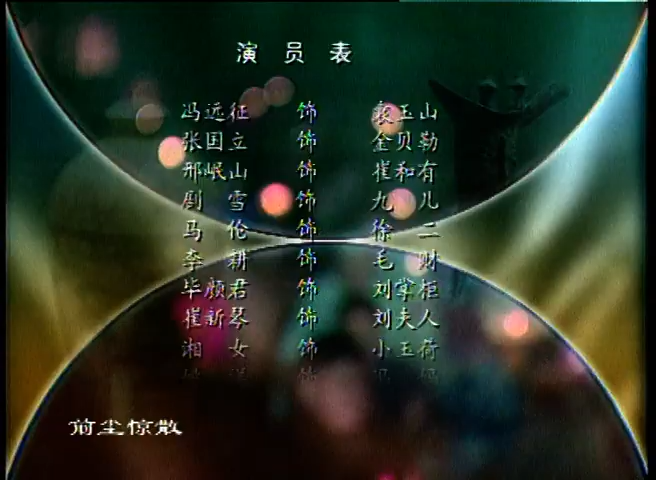 演员表
冯远征 饰 袁玉山
张国立 饰 金贝勒
邢岷山 饰 崔和有
剧雪 饰 九儿
马伦 饰 徐二
李耕 饰 毛财
毕颜君 饰 刘掌柜
崔新琴 饰 刘夫人
湘女 饰 小玉荷
饰
前尘惊散